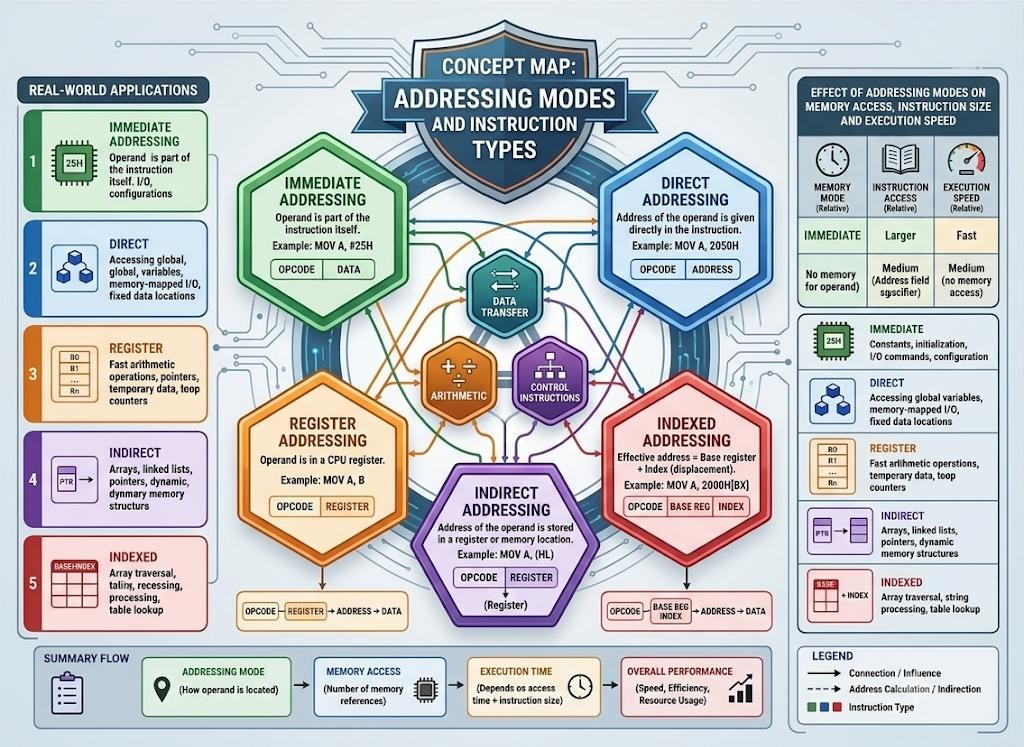 CONCEPT MAP:
ADDRESSING MODES
AND INSTRUCTION
TYPES
REAL-WORLD APPLICATIONS
1
25H
IMMEDIATE
ADDRESSING
Operand is part of
the instruction
itself. I/O,
configurations
2
DIRECT
Accessing global,
global, variables,
memory-mapped I/O,
fixed data locations
3
B0
B1
...
Rn
REGISTER
Fast arithmetic
operations, pointers,
temporary data, toop
counters
4
PTR
INDIRECT
Arrays, linked lists,
pointers, dynamic,
dynmary memory
structurs
5
INDEXED
Array traversal,
recessing,
processing,
table lookup
IMMEDIATE
ADDRESSING
Operand is part of the
instruction itself.
Example: MOV A, #25H
OPCODE DATA
DIRECT
ADDRESSING
Address of the operand is given
directly in the instruction.
Example: MOV A, 2050H
OPCODE ADDRESS
DATA
TRANSFER
ARITHMETIC
CONTROL
INSTRUCTIONS
REGISTER
ADDRESSING
Operand is in a CPU register.
Example: MOV A, B
OPCODE REGISTER
OPCODE REGISTER → ADDRESS → DATA
INDIRECT
ADDRESSING
Address of the operand is stored
in a register or memory location.
Example: MOV A, (HL)
OPCODE REGISTER
(Register)
INDEXED
ADDRESSING
Effective address = Base register
+ Index (displacement).
Example: MOV A, 2000H[BX]
OPCODE BASE REG INDEX
OPCODE BASE BEG INDEX → ADDRESS → DATA
EFFECT OF ADDRESSING MODES ON
MEMORY ACCESS, INSTRUCTION SIZE
AND EXECUTION SPEED
MEMORY
MODE
(Relative)
INSTRUCTION
ACCESS
(Relative)
EXECUTION
SPEED
(Relative)
IMMEDIATE Larger Fast
No memory
for operand)
Medium
(Address field
Medium
(no memory
access)
25H
IMMEDIATE
Constants, initialization,
I/O commands, configuration
DIRECT
Accessing global variables,
memory-mapped I/O,
fixed data locations
R0
R1
...
Rn
REGISTER
Fast arilhmetic operations,
temporary data, toop
counters
INDIRECT
Arrays, linked lists,
pointers, dynamic
memory structures
+ INDEX
INDEXED
Array traversal, string
processing, table lookup
SUMMARY FLOW
ADDRESSING MODE
(How operand is located)
MEMORY ACCESS
(Number of memory
references)
EXECUTION TIME
(Depends on access
time + instruction size)
OVERALL PERFORMANCE
(Speed, Efficiency,
Resource Usage)
LEGEND
Connection / Influence
Address Calculation / Indirection
Instruction Type